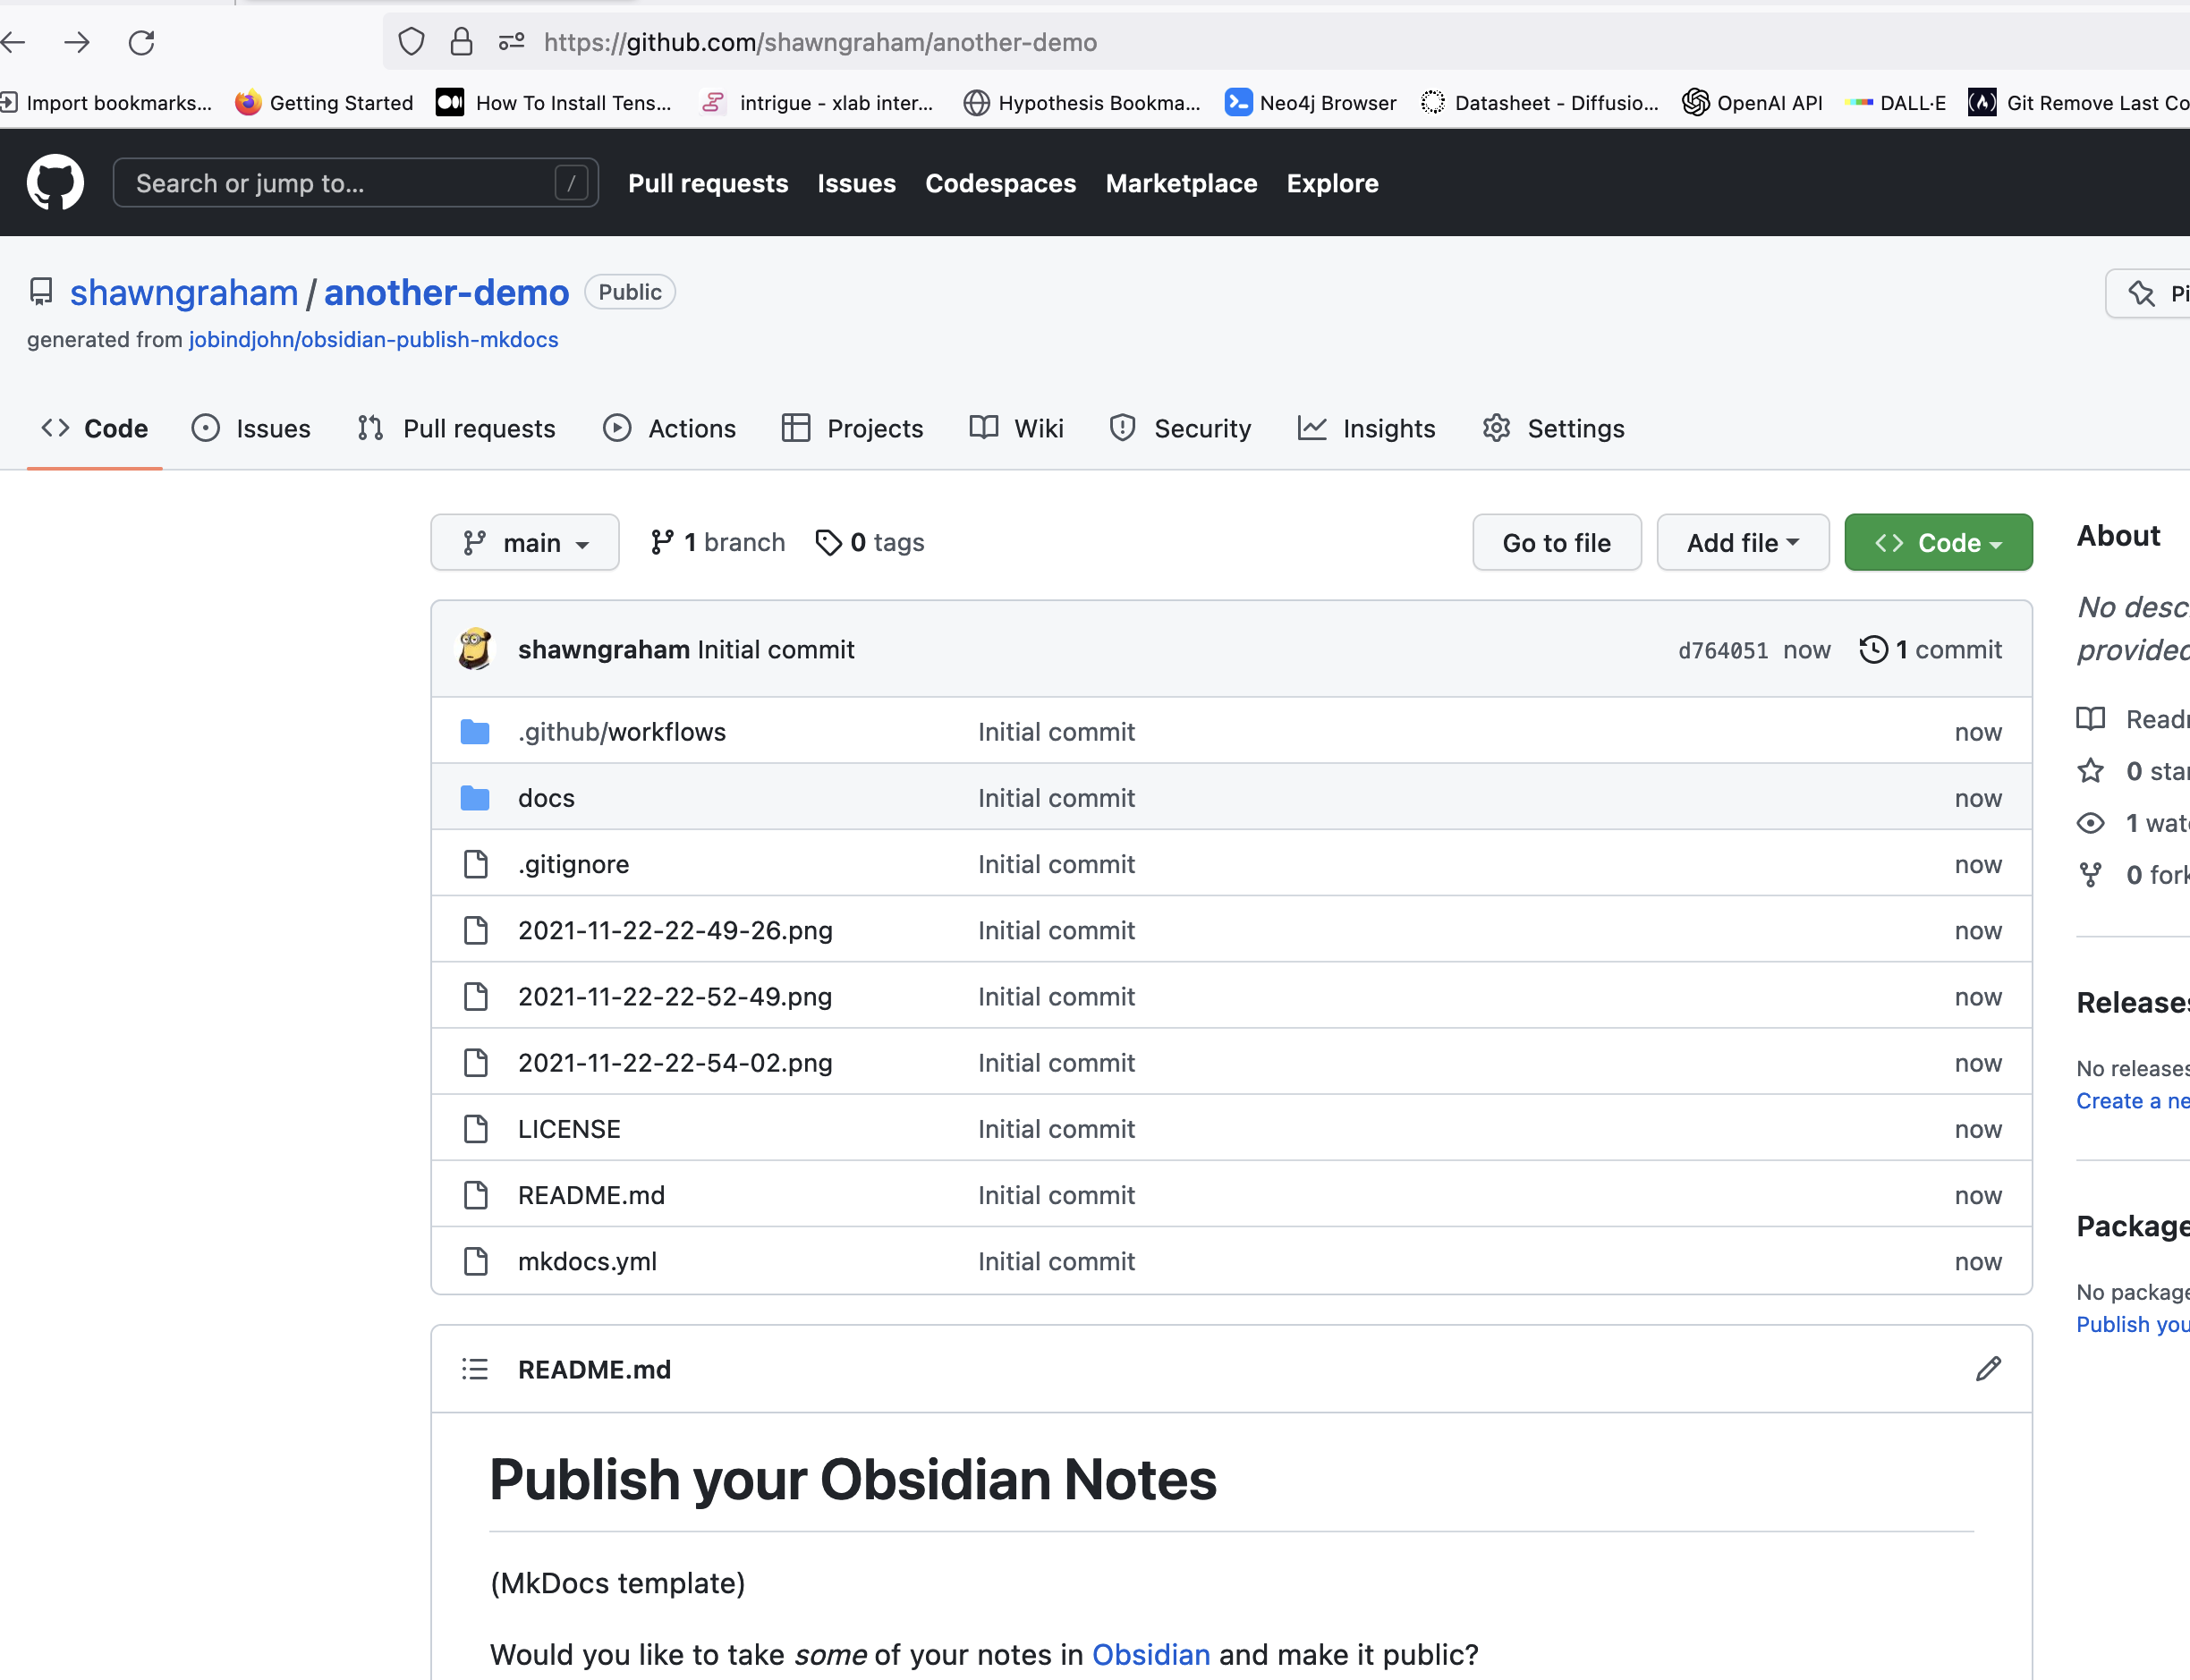 https://github.com/shawngraham/another-demo
Import bookmarks... Getting Started How To Install Tens... intrigue - xlab inter... Hypothesis Bookma... Neo4j Browser Datasheet - Diffusio... OpenAI API DALL·E Git Remove Last Co
Search or jump to... / Pull requests Issues Codespaces Marketplace Explore
shawngraham / another-demo Public Pi
generated from jobindjohn/obsidian-publish-mkdocs
Code Issues Pull requests Actions Projects Wiki Security Insights Settings
main 1 branch 0 tags Go to file Add file Code
About
No desc
provided
shawngraham Initial commit d764051 now 1 commit
.github/workflows Initial commit now
Readm
docs Initial commit now
0 star
1 watc
.gitignore Initial commit now
0 fork
2021-11-22-22-49-26.png Initial commit now
2021-11-22-22-52-49.png Initial commit now
Releases
2021-11-22-22-54-02.png Initial commit now
No releases
Create a ne
LICENSE Initial commit now
README.md Initial commit now
Package
mkdocs.yml Initial commit now
No package
Publish you
README.md
Publish your Obsidian Notes
(MkDocs template)
Would you like to take some of your notes in Obsidian and make it public?